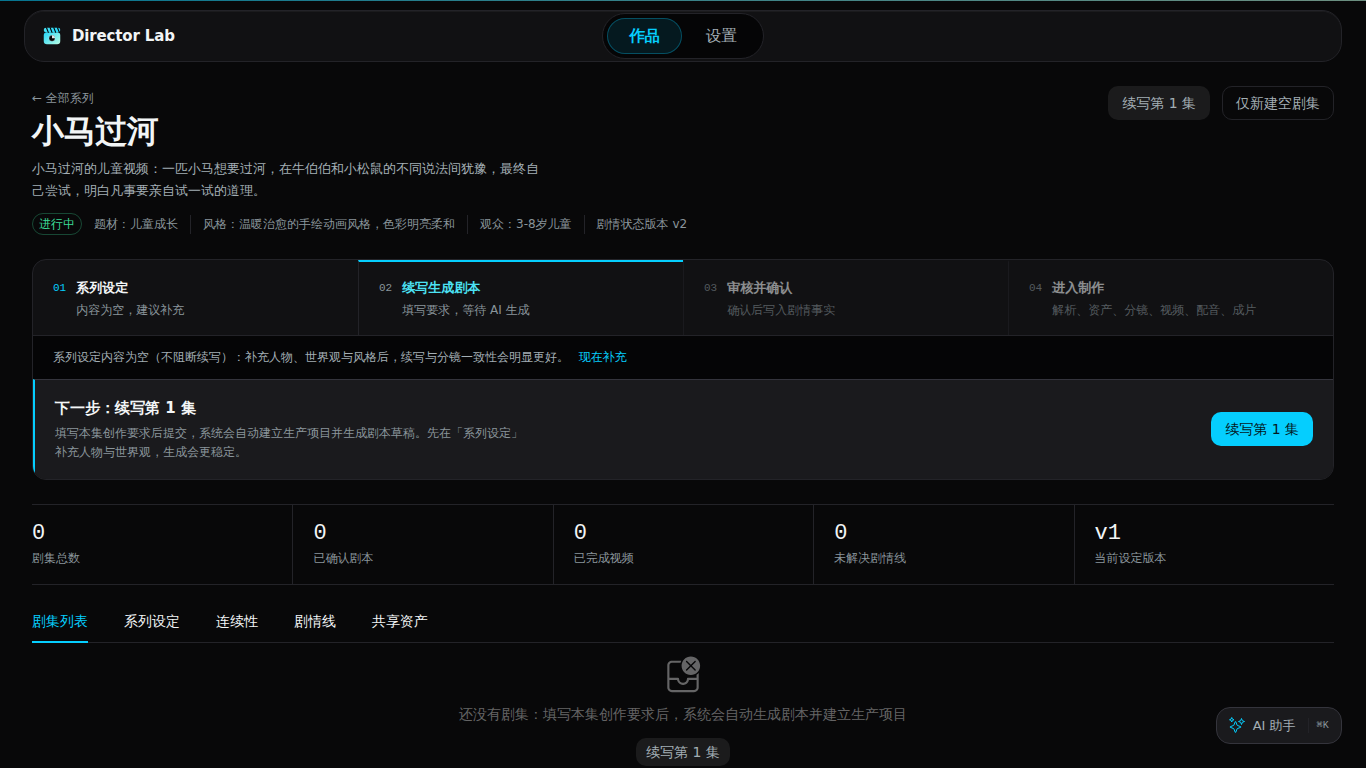 Director Lab
作品
设置
← 全部系列
续写第 1 集
仅新建空剧集
小马过河
小马过河的儿童视频：一匹小马想要过河，在牛伯伯和小松鼠的不同说法间犹豫，最终自
己尝试，明白凡事要亲自试一试的道理。
进行中
题材：儿童成长
风格：温暖治愈的手绘动画风格，色彩明亮柔和
观众：3-8岁儿童
剧情状态版本 v2
01 系列设定
内容为空，建议补充
02 续写生成剧本
填写要求，等待 AI 生成
03 审核并确认
确认后写入剧情事实
04 进入制作
解析、资产、分镜、视频、配音、成片
系列设定内容为空（不阻断续写）：补充人物、世界观与风格后，续写与分镜一致性会明显更好。 现在补充
下一步：续写第 1 集
填写本集创作要求后提交，系统会自动建立生产项目并生成剧本草稿。先在「系列设定」
补充人物与世界观，生成会更稳定。
续写第 1 集
0
剧集总数
0
已确认剧本
0
已完成视频
0
未解决剧情线
v1
当前设定版本
剧集列表
系列设定
连续性
剧情线
共享资产
还没有剧集：填写本集创作要求后，系统会自动生成剧本并建立生产项目
续写第 1 集
AI 助手 ⌘K